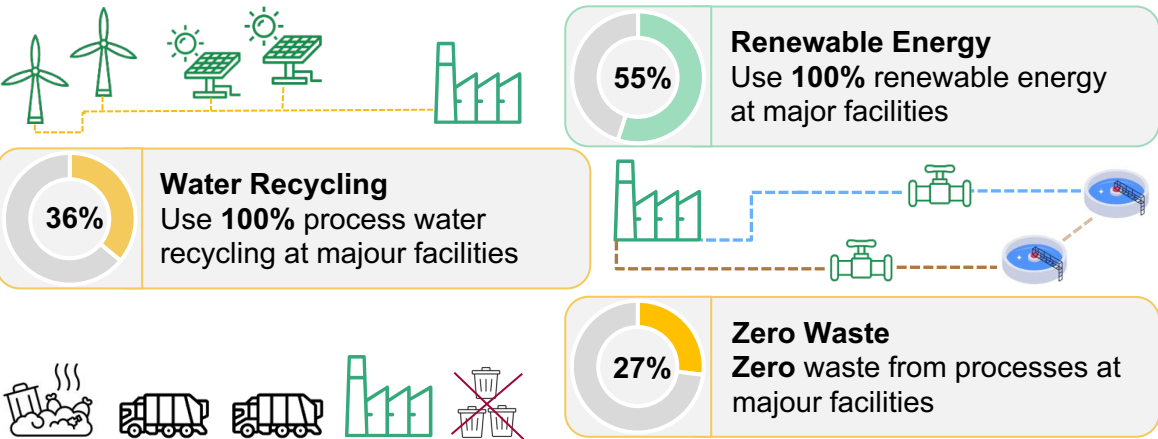 55%
Renewable Energy
Use 100% renewable energy
at major facilities
36%
Water Recycling
Use 100% process water
recycling at majour facilities
27%
Zero Waste
Zero waste from processes at
majour facilities